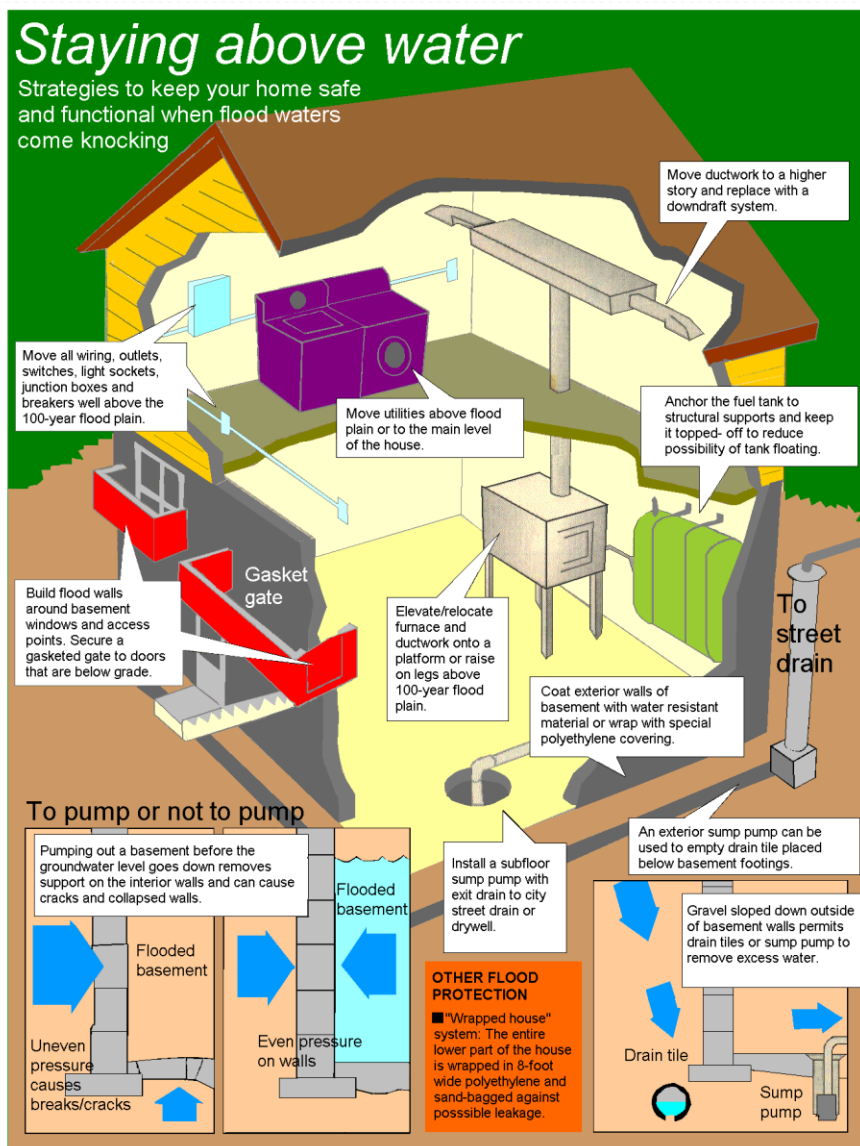 Staying above water
Strategies to keep your home safe
and functional when flood waters
come knocking
Move ductwork to a higher
story and replace with a
downdraft system.
Move all wiring, outlets,
switches, light sockets,
junction boxes and
breakers well above the
100-year flood plain.
Move utilities above flood
plain or to the main level
of the house.
Anchor the fuel tank to
structural supports and keep
it topped- off to reduce
possibility of tank floating.
Build flood walls
around basement
windows and access
points. Secure a
gasketed gate to doors
that are below grade.
Gasket
gate
Elevate/relocate
furnace and
ductwork onto a
platform or raise
on legs above
100-year flood
plain.
To
street
drain
Coat exterior walls of
basement with water resistant
material or wrap with special
polyethylene covering.
To pump or not to pump
Pumping out a basement before the
groundwater level goes down removes
support on the interior walls and can cause
cracks and collapsed walls.
Flooded
basement
Uneven
pressure
causes
breaks/cracks
Flooded
basement
Even pressure
on walls
Install a subfloor
sump pump with
exit drain to city
street drain or
drywell.
OTHER FLOOD
PROTECTION
■"Wrapped house"
system: The entire
lower part of the house
is wrapped in 8-foot
wide polyethylene and
sand-bagged against
posssible leakage.
An exterior sump pump can be
used to empty drain tile placed
below basement footings.
Gravel sloped down outside
of basement walls permits
drain tiles or sump pump to
remove excess water.
Drain tile
Sump
pump